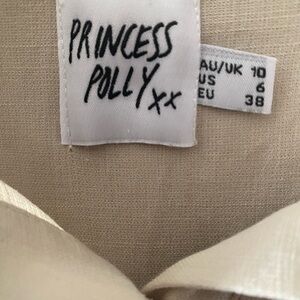 PRINCESS
POLLY xx
AU/UK 10
US 6
EU 38